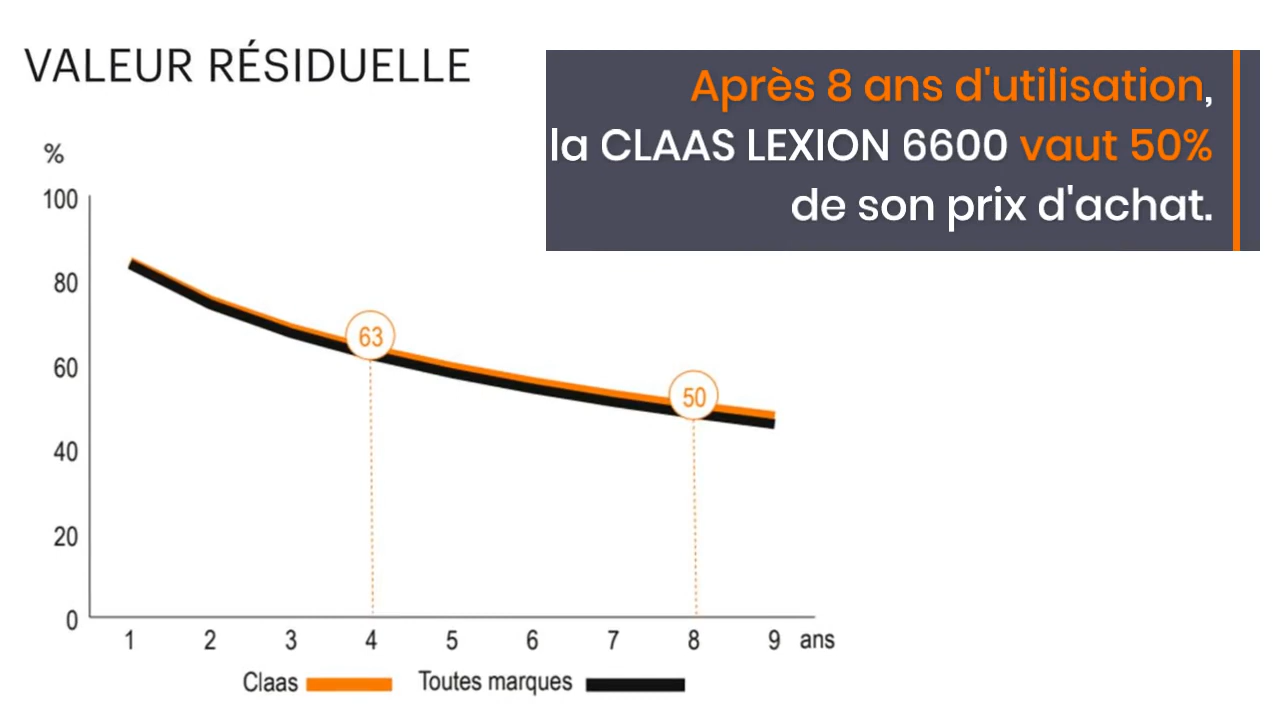 VALEUR RÉSIDUELLE
Après 8 ans d'utilisation,
la CLAAS LEXION 6600 vaut 50%
de son prix d'achat.
%
100
80
60
40
20
0
63
50
1 2 3 4 5 6 7 8 9 ans
Claas Toutes marques